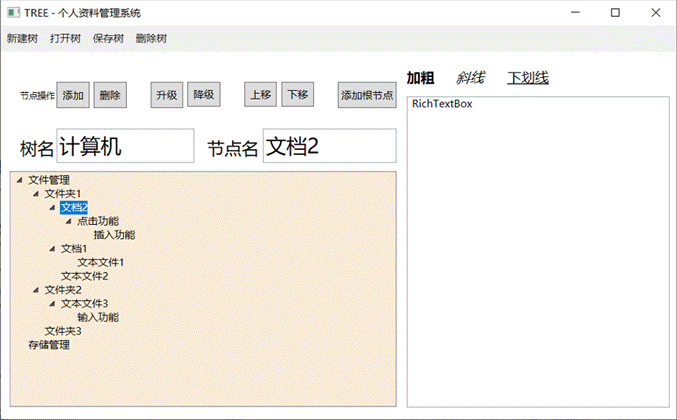 TREE - 个人资料管理系统
新建树 打开树 保存树 删除树
加粗 斜线 下划线
节点操作 添加 删除 升级 降级 上移 下移 添加根节点
RichTextBox
树名 计算机 节点名 文档2
文件管理
文件夹1
文档2
点击功能
插入功能
文档1
文本文件1
文本文件2
文件夹2
文本文件3
输入功能
文件夹3
存储管理